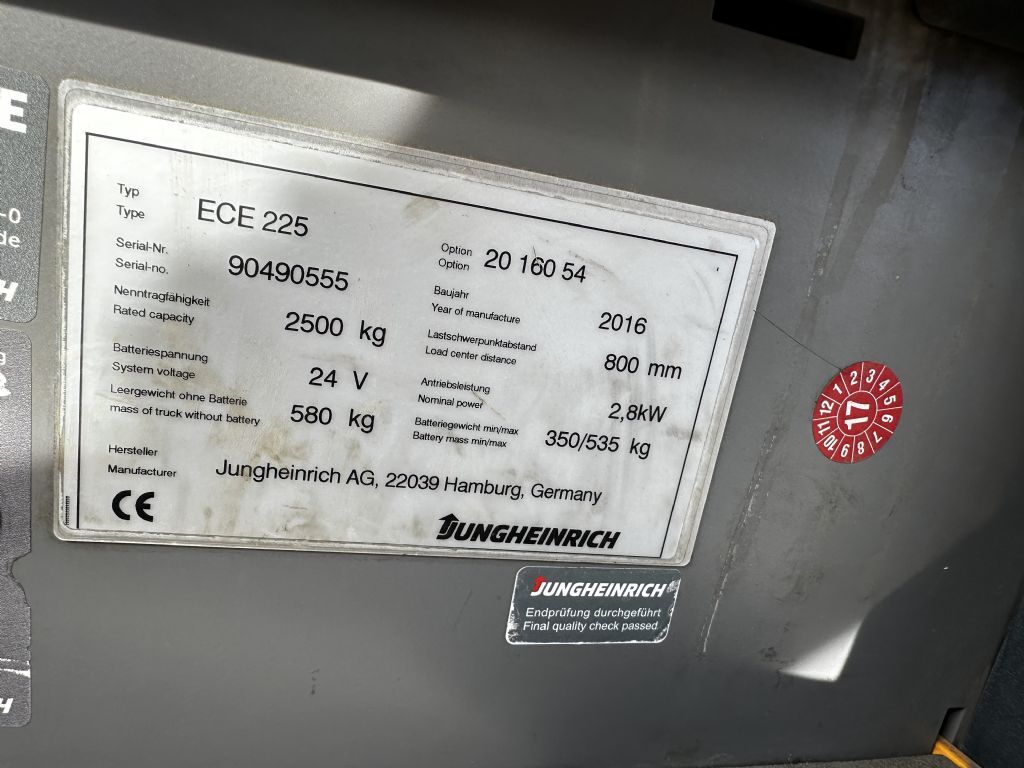 Typ
Type
ECE 225
Serial-Nr.
Serial-no.
90490555
Option
Option
20 160 54
Nenntragfähigkeit
Rated capacity
2500 kg
Baujahr
Year of manufacture
2016
Batteriespannung
System voltage
24 V
Lastschwerpunktabstand
Load center distance
800 mm
Leergewicht ohne Batterie
mass of truck without battery
580 kg
Antriebsleistung
Nominal power
2,8kW
Batteriegewicht min/max
Battery mass min/max
350/535 kg
Hersteller
Manufacturer
Jungheinrich AG, 22039 Hamburg, Germany
CE
JUNGHEINRICH
JUNGHEINRICH
Endprüfung durchgeführt
Final quality check passed
1 2 3 4 5 6 7 8 9 10 11 12
17
E
-0
de
H
g
H